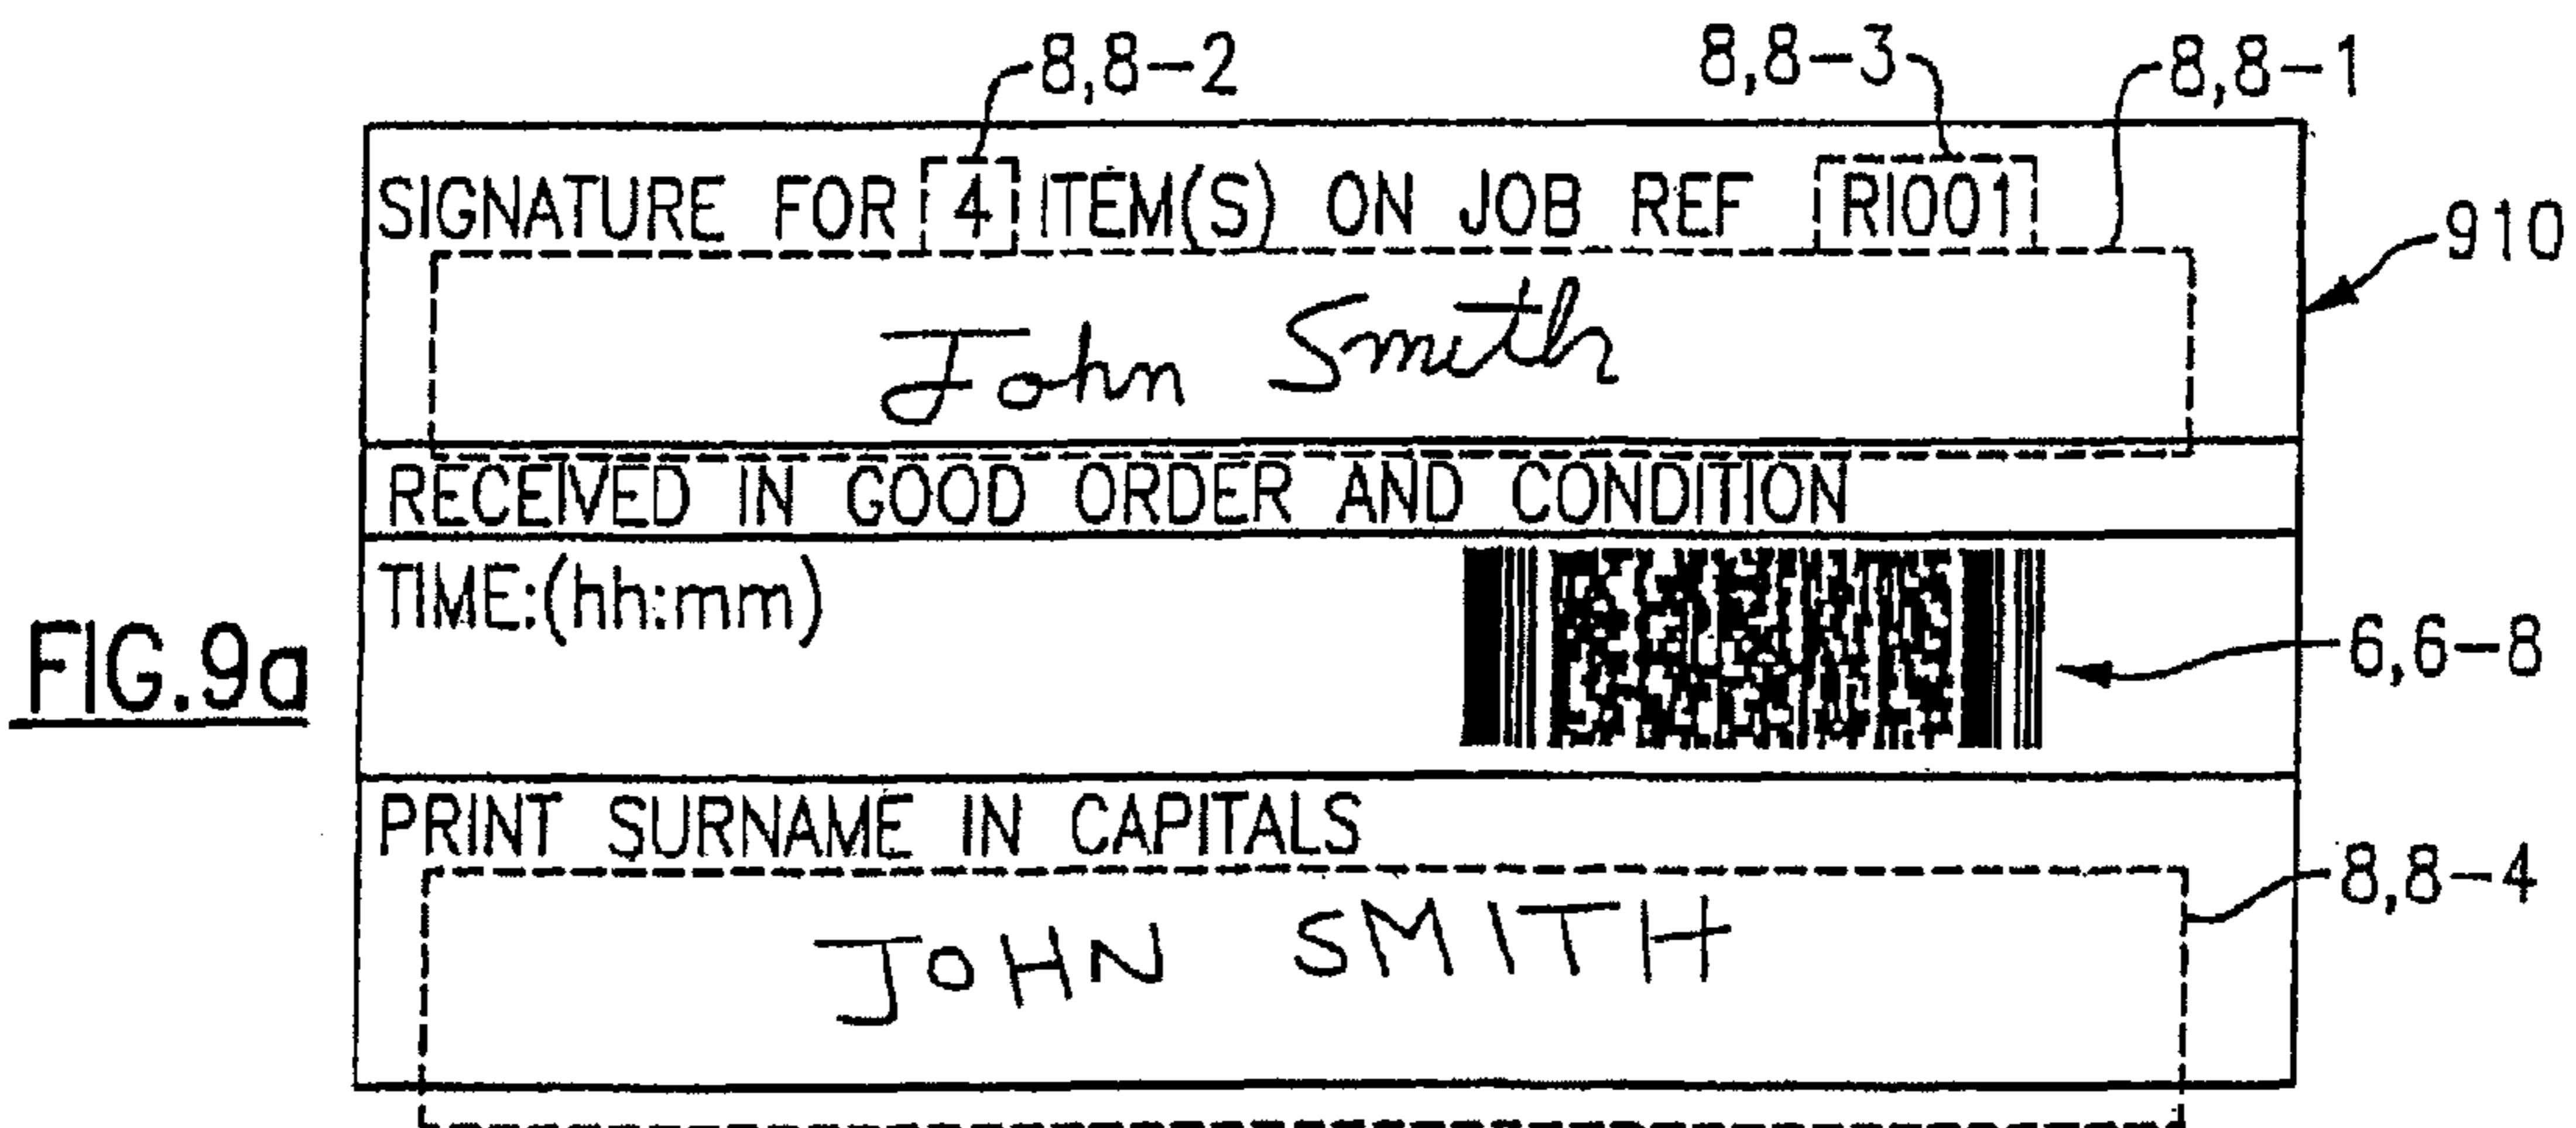 8,8-2 8,8-3 8,8-1
SIGNATURE FOR 4 ITEM(S) ON JOB REF RI001
910
John Smith
RECEIVED IN GOOD ORDER AND CONDITION
TIME:(hh:mm)
6,6-8
FIG.9a
PRINT SURNAME IN CAPITALS
8,8-4
JOHN SMITH